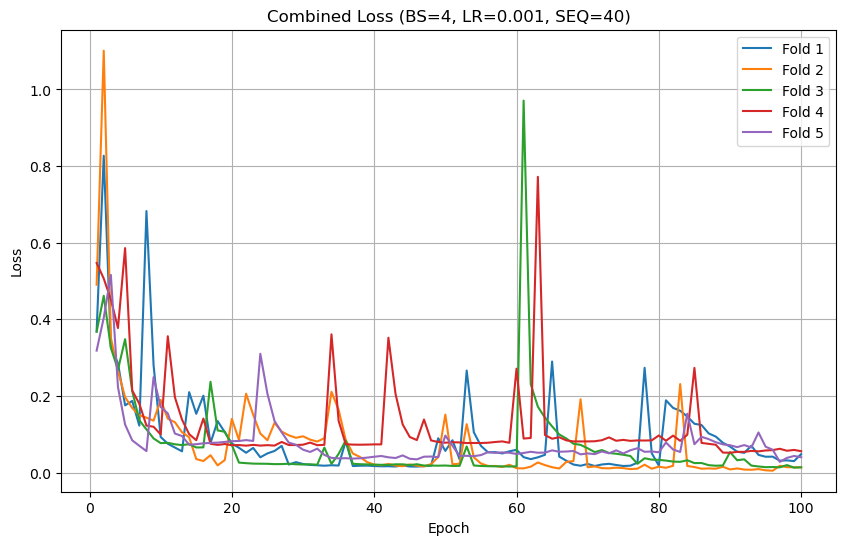 Combined Loss (BS=4, LR=0.001, SEQ=40)
Fold 1
Fold 2
Fold 3
Fold 4
Fold 5
Loss
1.0
0.8
0.6
0.4
0.2
0.0
0 20 40 60 80 100
Epoch